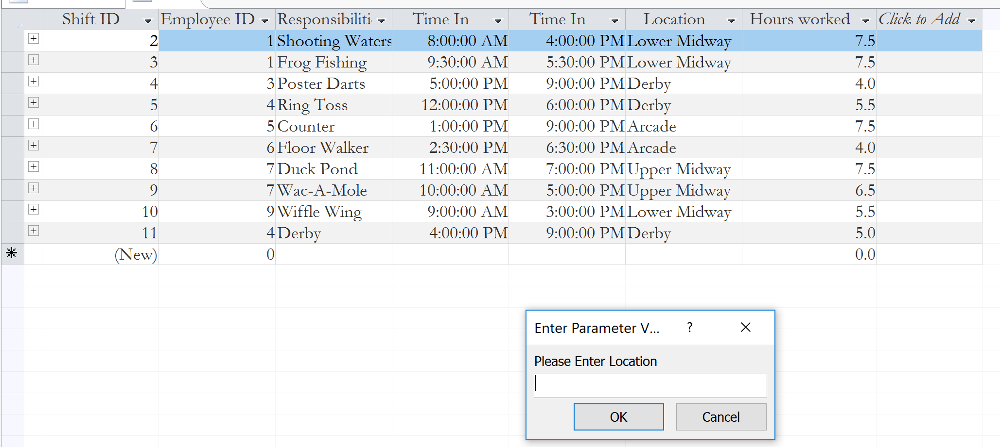 Shift ID Employee ID Responsibiliti Time In Time In Location Hours worked Click to Add
2 1 Shooting Waters 8:00:00 AM 4:00:00 PM Lower Midway 7.5
3 1 Frog Fishing 9:30:00 AM 5:30:00 PM Lower Midway 7.5
4 3 Poster Darts 5:00:00 PM 9:00:00 PM Derby 4.0
5 4 Ring Toss 12:00:00 PM 6:00:00 PM Derby 5.5
6 5 Counter 1:00:00 PM 9:00:00 PM Arcade 7.5
7 6 Floor Walker 2:30:00 PM 6:30:00 PM Arcade 4.0
8 7 Duck Pond 11:00:00 AM 7:00:00 PM Upper Midway 7.5
9 7 Wac-A-Mole 10:00:00 AM 5:00:00 PM Upper Midway 6.5
10 9 Wiffle Wing 9:00:00 AM 3:00:00 PM Lower Midway 5.5
11 4 Derby 4:00:00 PM 9:00:00 PM Derby 5.0
(New) 0 0.0
Enter Parameter V... ?
Please Enter Location
OK Cancel